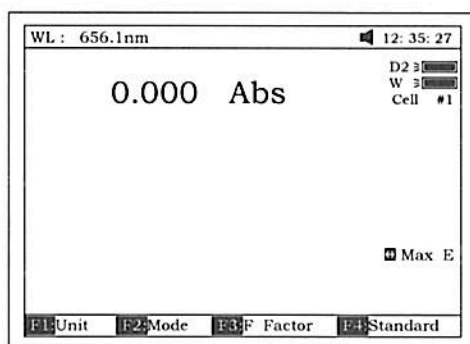 WL: 656.1nm 12:35:27
D2
0.000 Abs
W
Cell #1
Max E
F1:Unit F2:Mode F3:F Factor F4:Standard